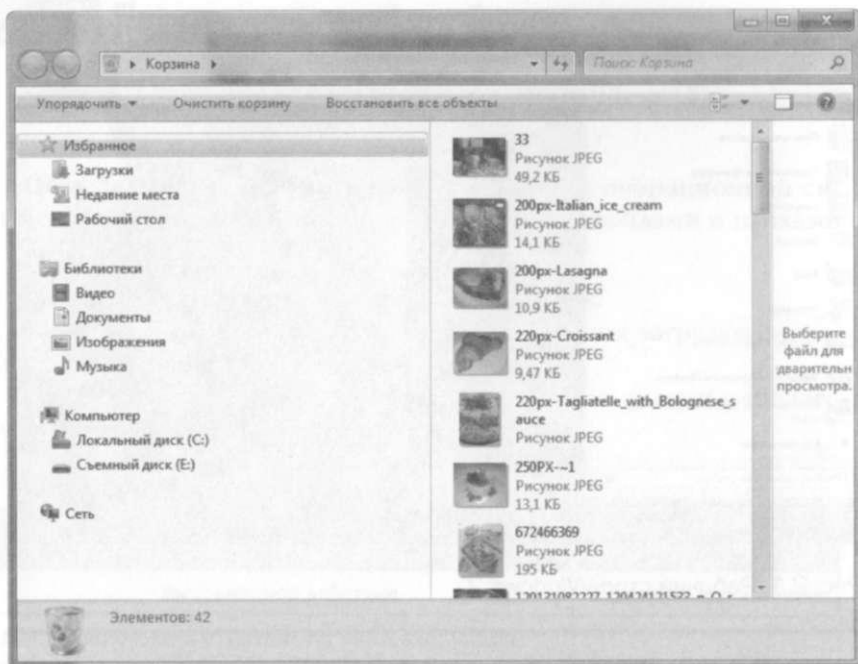 Корзина
Поиск: Корзина
Упорядочить
Очистить корзину
Восстановить все объекты
Избранное
Загрузки
Недавние места
Рабочий стол
Библиотеки
Видео
Документы
Изображения
Музыка
Компьютер
Локальный диск (C:)
Съемный диск (E:)
Сеть
33
Рисунок JPEG
49,2 КБ
200px-Italian_ice_cream
Рисунок JPEG
14,1 КБ
200px-Lasagna
Рисунок JPEG
10,9 КБ
220px-Croissant
Рисунок JPEG
9,47 КБ
220px-Tagliatelle_with_Bolognese_s
auce
Рисунок JPEG
250PX-~1
Рисунок JPEG
13,1 КБ
672466369
Рисунок JPEG
195 КБ
Выберите
файл для
дварительн
просмотра.
Элементов: 42